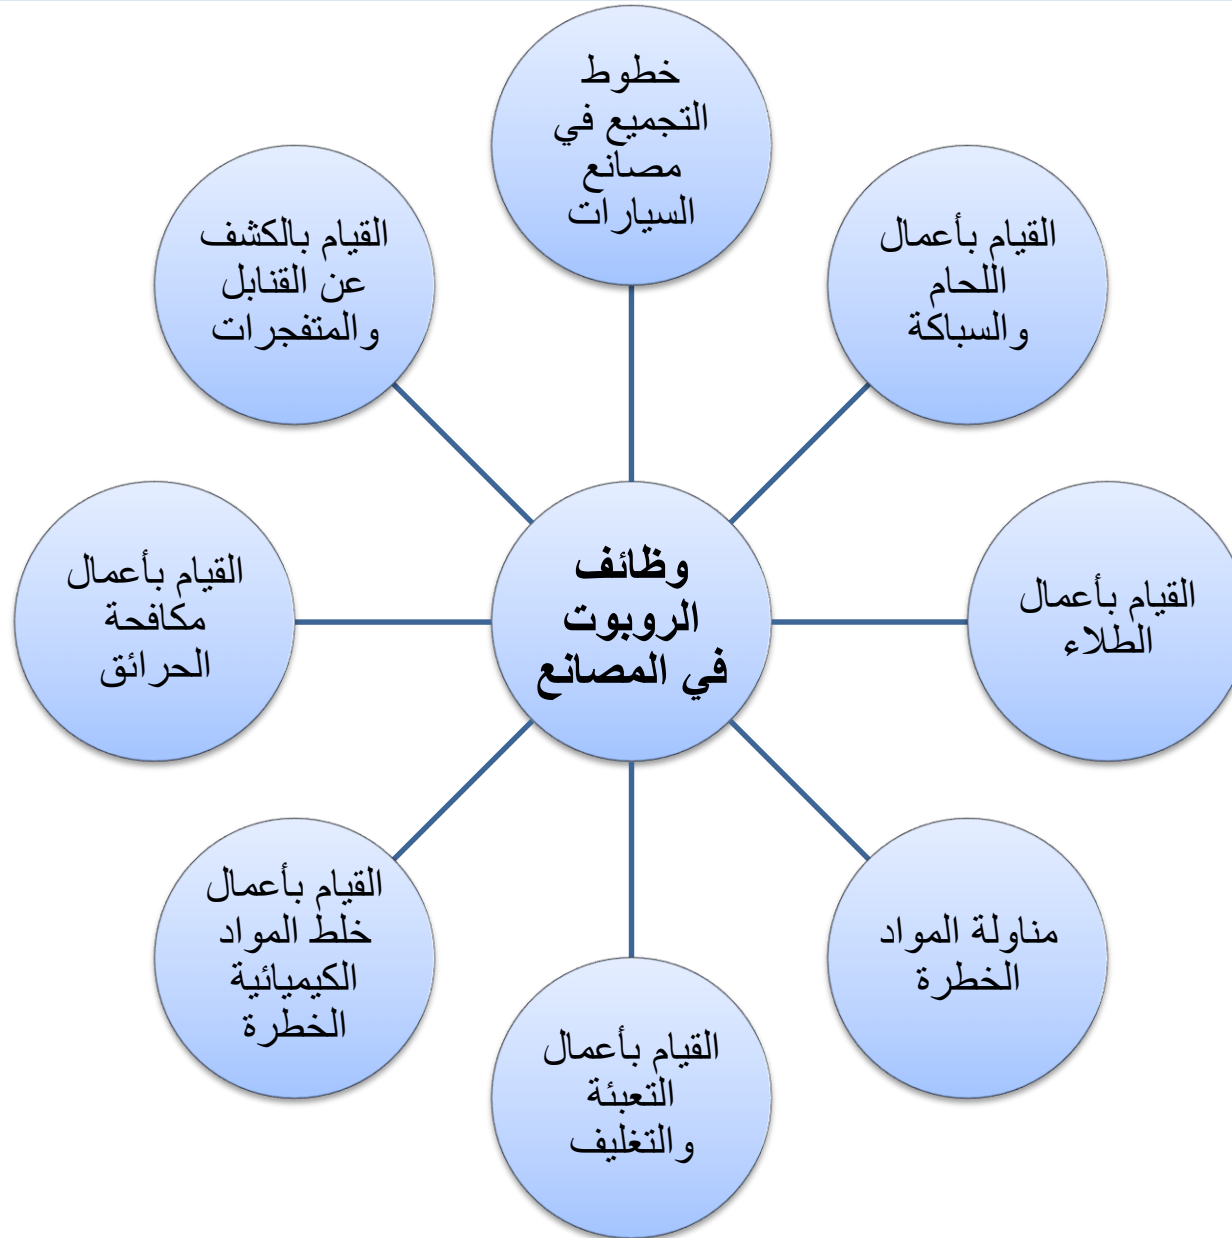 خطوط
التجميع في
مصانع
السيارات
القيام بأعمال
اللحام
والسباكة
القيام بأعمال
الطلاء
مناولة المواد
الخطرة
القيام بأعمال
التعبئة
والتغليف
القيام بأعمال
خلط المواد
الكيميائية
الخطرة
القيام بأعمال
مكافحة
الحرائق
القيام بالكشف
عن القنابل
والمتفجرات
وظائف
الروبوت
في المصانع